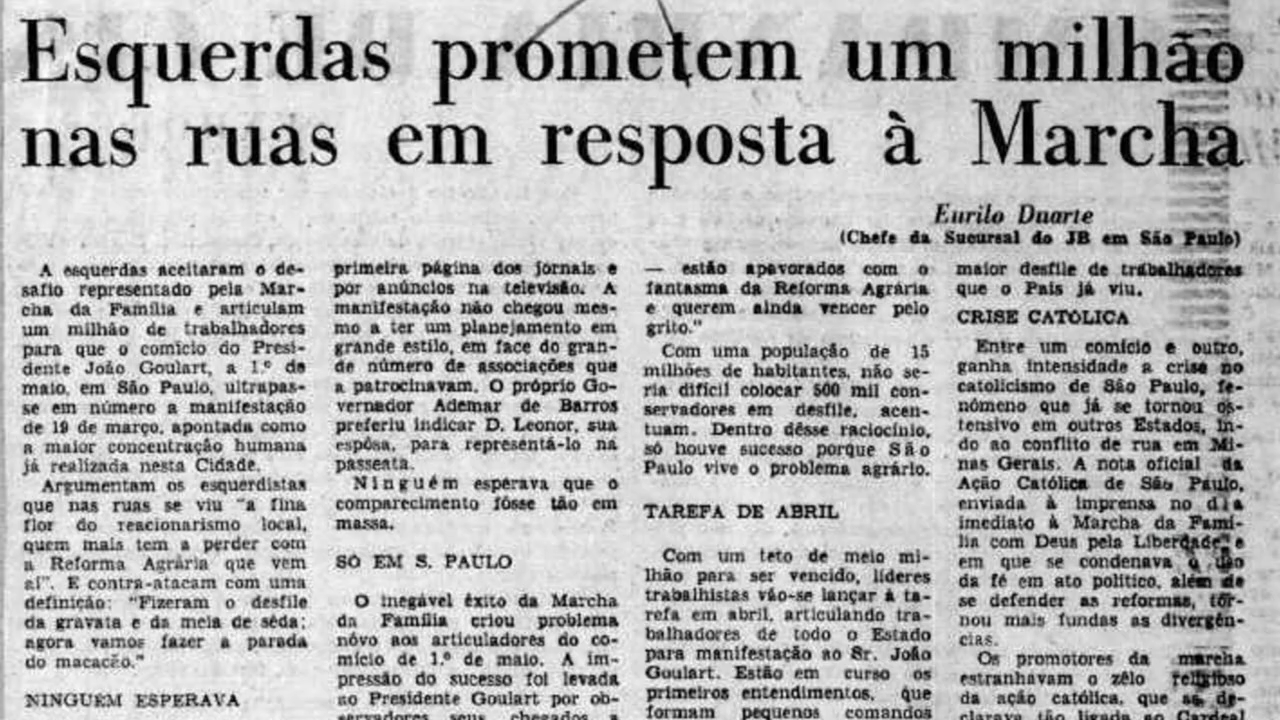 Esquerdas prometem um milhão
nas ruas em resposta à Marcha
Eurilo Duarte
(Chefe da Sucursal do JB em São Paulo)
A esquerdas aceitaram o de-
safio representado pela Mar-
cha da Família e articulam
um milhão de trabalhadores
para que o comício do Presi-
dente João Goulart, a 1.º de
maio, em São Paulo, ultrapas-
se em número a manifestação
de 19 de março, apontada como
a maior concentração humana
já realizada nesta Cidade.
Argumentam os esquerdistas
que nas ruas se viu "a fina
flor do reacionarismo local,
quem mais tem a perder com
a Reforma Agrária que vem
aí". E contra-atacam com uma
definição: "Fizeram o desfile
da gravata e da meia de sêda;
agora vamos fazer a parada
do macacão."
NINGUÉM ESPERAVA
primeira página dos jornais e
por anúncios na televisão. A
manifestação não chegou mes-
mo a ter um planejamento em
grande estilo, em face do gran-
de número de associações que
a patrocinavam. O próprio Go-
vernador Ademar de Barros
preferiu indicar D. Leonor, sua
espôsa, para representá-lo na
passeata.
Ninguém esperava que o
comparecimento fôsse tão em
massa.
SÓ EM S. PAULO
O inegável êxito da Marcha
da Família criou problema
nôvo aos articuladores do co-
mício de 1.º de maio. A im-
pressão do sucesso foi levada
ao Presidente Goulart por ob-
servadores seus chegados a
— estão apavorados com o
fantasma da Reforma Agrária
e querem ainda vencer pelo
grito."
Com uma população de 15
milhões de habitantes, não se-
ria difícil colocar 500 mil con-
servadores em desfile, acen-
tuam. Dentro dêsse raciocínio,
só houve sucesso porque São
Paulo vive o problema agrário.
TAREFA DE ABRIL
Com um teto de meio mi-
lhão para ser vencido, líderes
trabalhistas vão-se lançar à ta-
refa em abril, articulando tra-
balhadores de todo o Estado
para manifestação ao Sr. João
Goulart. Estão em curso os
primeiros entendimentos, que
formam pequenos comandos
maior desfile de trabalhadores
que o País já viu.
CRISE CATÓLICA
Entre um comício e outro,
ganha intensidade a crise no
catolicismo de São Paulo, fe-
nômeno que já se tornou os-
tensivo em outros Estados, in-
do ao conflito de rua em Mi-
nas Gerais. A nota oficial da
Ação Católica de São Paulo,
enviada à imprensa no dia
imediato à Marcha da Famí-
lia com Deus pela Liberdade e
em que se condenava o uso
da fé em ato político, além de
se defender as reformas, tor-
nou mais fundas as divergên-
cias.
Os promotores da marcha
estranhavam o zêlo religioso
da ação católica, que se de-
clarava tão ligada ao